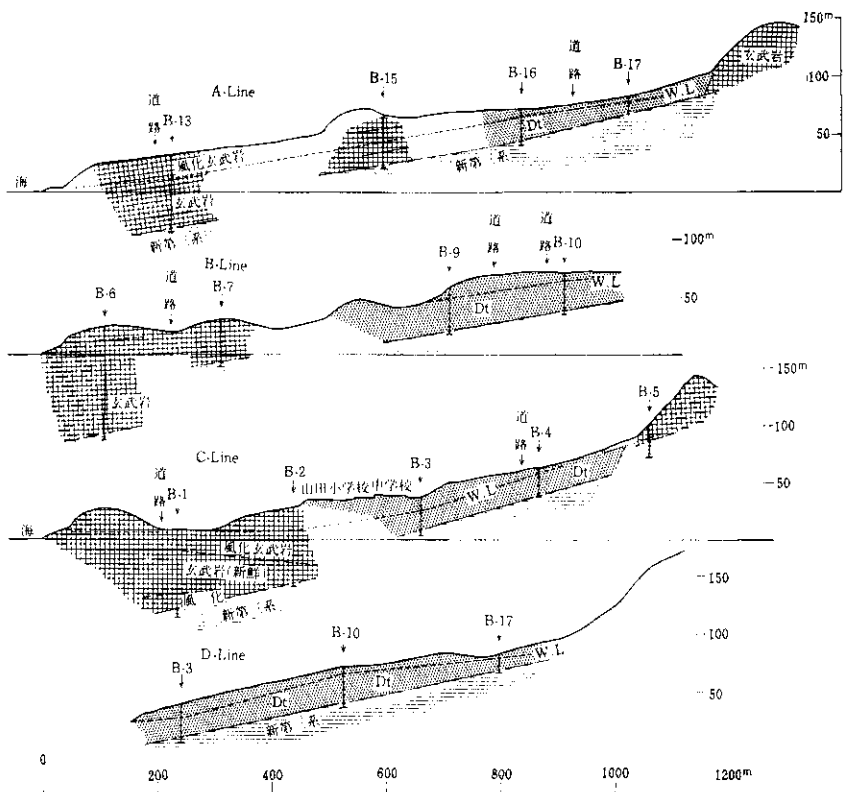 150m
玄武岩
道路
B-17
B-16
B-15
A-Line
道路
B-13
100
W.L
Dt
50
風化玄武岩
新第三系
海
玄武岩
新第三系
道路
道路
100m
B-9
B-10
B-Line
道路
B-7
B-6
W.L
50
Dt
玄武岩
150m
B-5
100
道路
B-4
C-Line
B-3
B-2
道路
B-1
山田小学校 中学校
Dt
50
W.L
海
風化玄武岩
玄武岩(新鮮)
風化
新第三系
150
B-17
B-10
100
D-Line
B-3
W.L
Dt
Dt
50
新第三系
0
200
400
600
800
1000
1200m